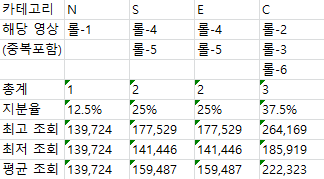 카테고리 N S E C
해당 영상 롤-1 롤-4 롤-4 롤-2
(중복포함) 롤-5 롤-5 롤-3
롤-6
총계 1 2 2 3
지분율 12.5% 25% 25% 37.5%
최고 조회 139,724 177,529 177,529 264,169
최저 조회 139,724 141,446 141,446 185,919
평균 조회 139,724 159,487 159,487 222,323